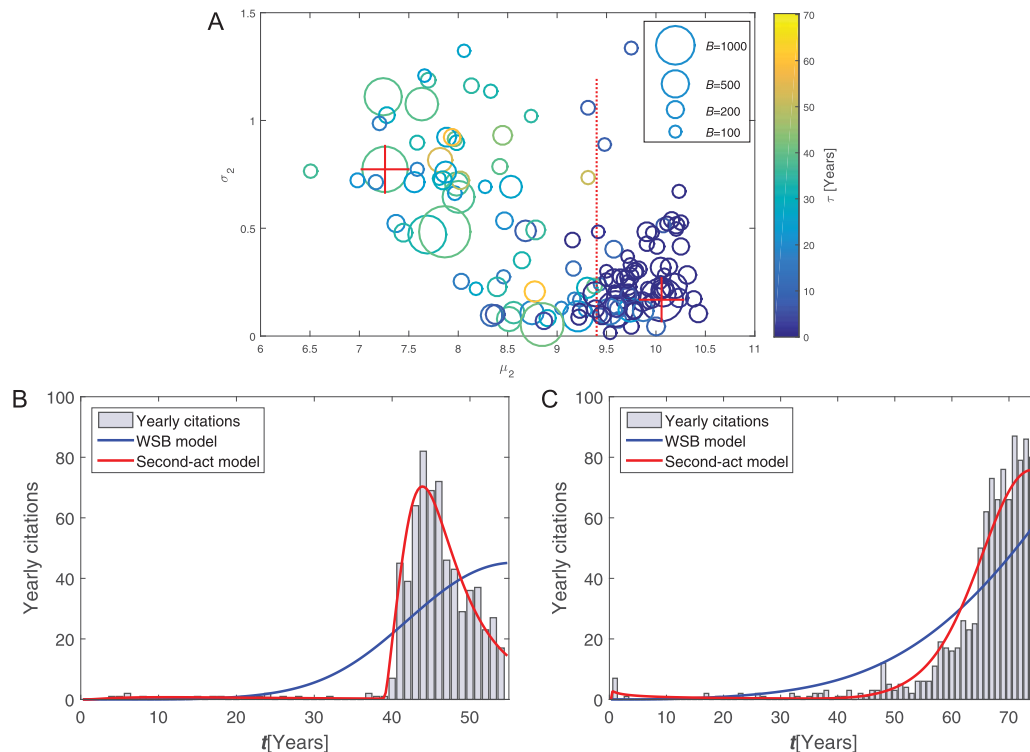 A
1.5
1
0.5
0
σ2
6
6.5
7
7.5
8
8.5
9
9.5
10
10.5
11
μ2
B=1000
B=500
B=200
B=100
70
60
50
40
30
20
10
0
τ [Years]
B
100
80
60
40
20
0
Yearly citations
Yearly citations
WSB model
Second-act model
0
10
20
30
40
50
t[Years]
C
100
80
60
40
20
0
Yearly citations
Yearly citations
WSB model
Second-act model
0
10
20
30
40
50
60
70
t[Years]